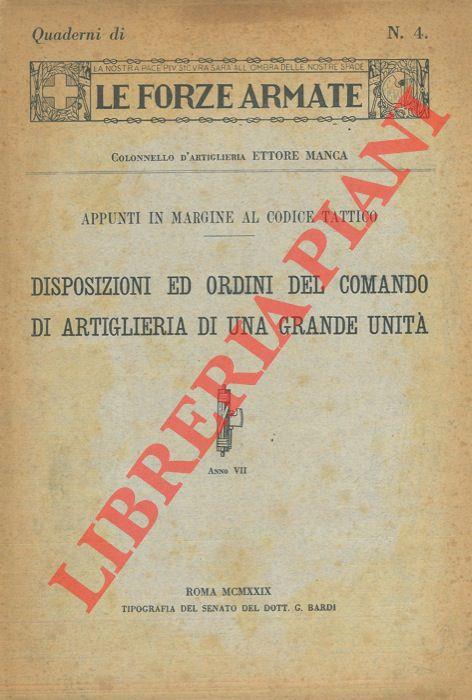 Quaderni di N. 4.
LA NOSTRA PACE PIV SICVRA SARÀ ALL'OMBRA DELLE NOSTRE SPADE
LE FORZE ARMATE
COLONNELLO D'ARTIGLIERIA ETTORE MANCA
APPUNTI IN MARGINE AL CODICE TATTICO
DISPOSIZIONI ED ORDINI DEL COMANDO
DI ARTIGLIERIA DI UNA GRANDE UNITÀ
ANNO VII
ROMA MCMXXIX
TIPOGRAFIA DEL SENATO DEL DOTT. G. BARDI
LIBRERIA PIANI